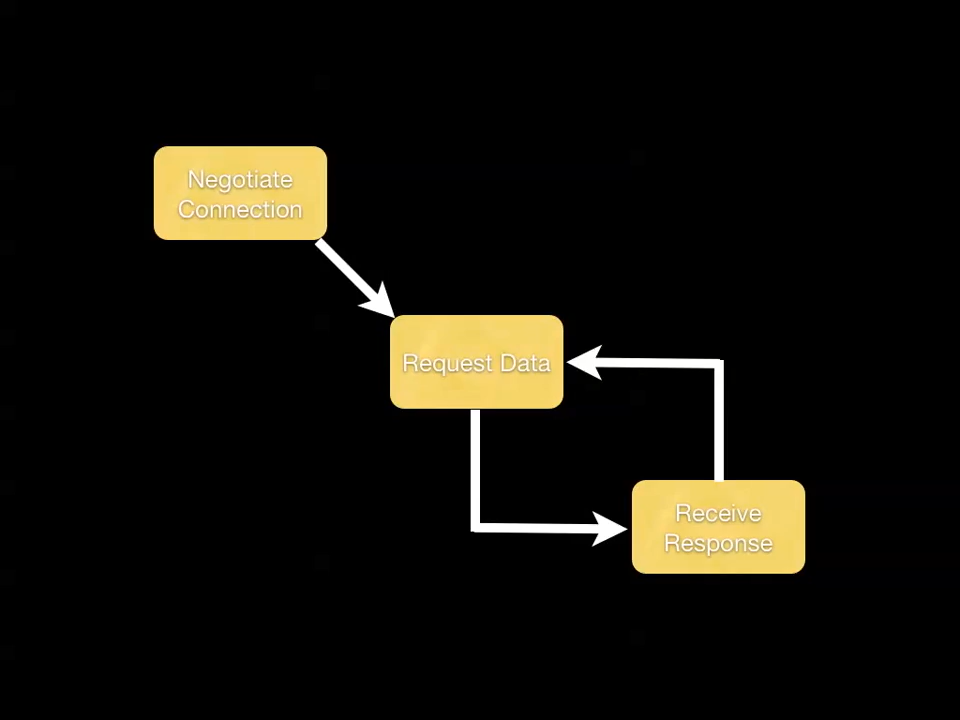 Negotiate
Connection
Request Data
Receive
Response